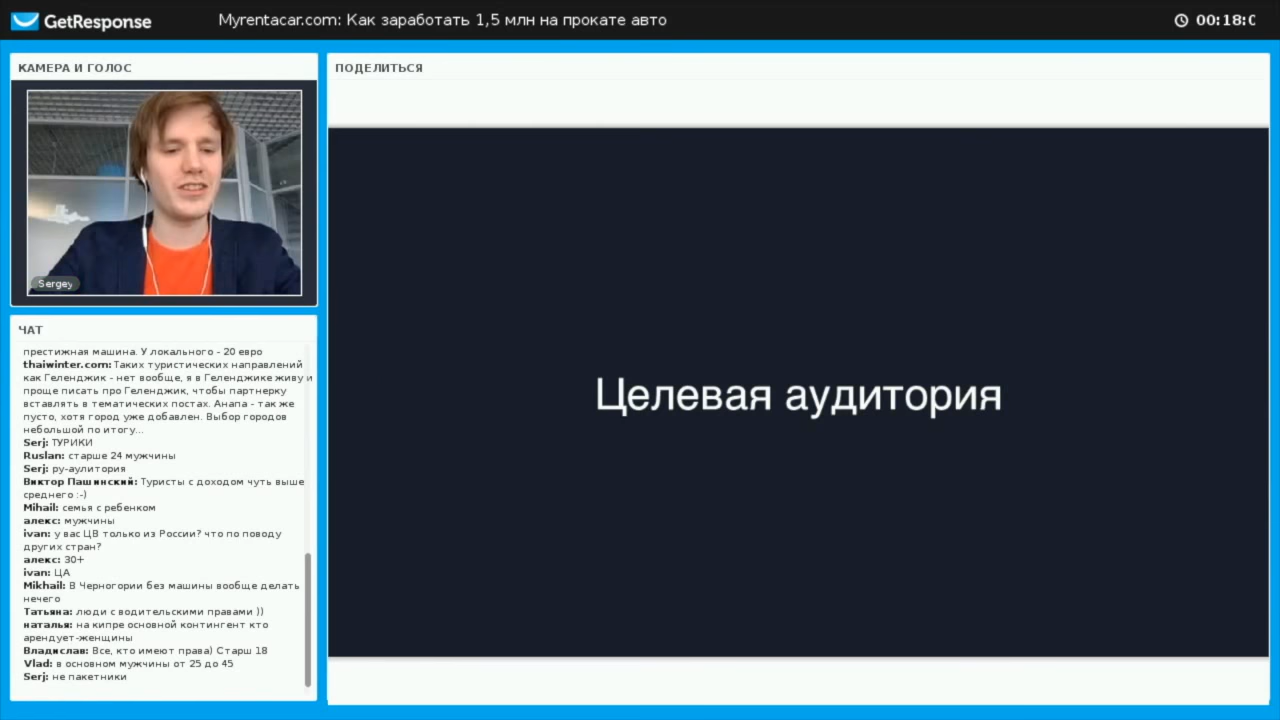 GetResponse
Myrentacar.com: Как заработать 1,5 млн на прокате авто
00:18:0
КАМЕРА И ГОЛОС
Sergey
ЧАТ
престижная машина. У локального - 20 евро
thaiwinter.com: Таких туристических направлений
как Геленджик - нет вообще, я в Геленджике живу и
проще писать про Геленджик, чтобы партнерку
вставлять в тематических постах. Анапа - так же
пусто, хотя город уже добавлен. Выбор городов
небольшой по итогу...
Serj: ТУРИКИ
Ruslan: старше 24 мужчины
Serj: ру-аулитория
Виктор Пашинский: Туристы с доходом чуть выше
среднего :-)
Mihail: семья с ребенком
алекс: мужчины
ivan: у вас ЦВ только из России? что по поводу
других стран?
алекс: 30+
ivan: ЦА
Mikhail: В Черногории без машины вообще делать
нечего
Татьяна: люди с водительскими правами ))
наталья: на кипре основной контингент кто
арендует-женщины
Владислав: Все, кто имеют права) Старш 18
Vlad: в основном мужчины от 25 до 45
Serj: не пакетники
ПОДЕЛИТЬСЯ
Целевая аудитория